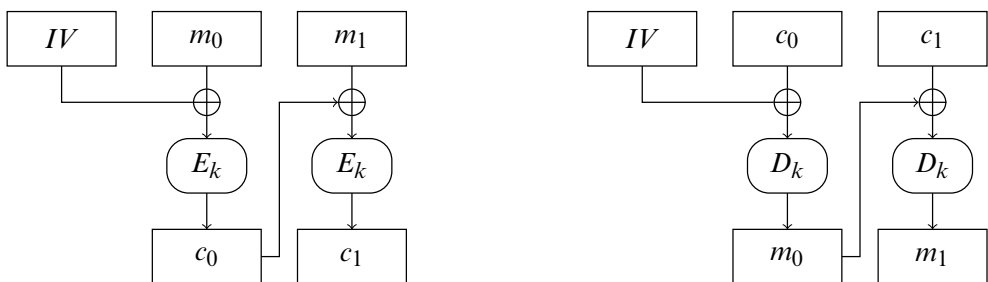 IV m₀ m₁ IV c₀ c₁
Eₖ Eₖ Dₖ Dₖ
c₀ c₁ m₀ m₁